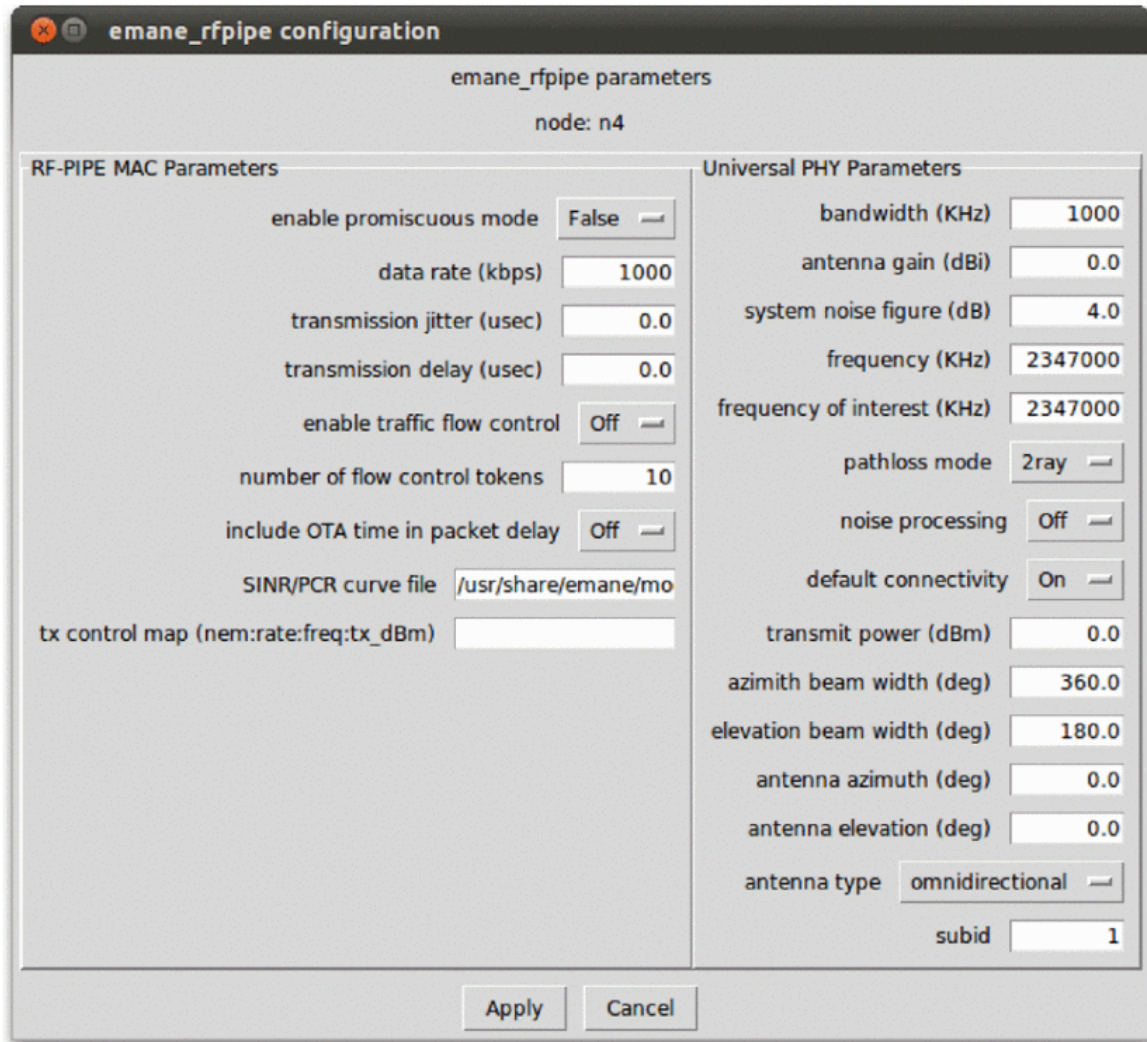 emane_rfpipe configuration
emane_rfpipe parameters
node: n4
RF-PIPE MAC Parameters
enable promiscuous mode False
data rate (kbps) 1000
transmission jitter (usec) 0.0
transmission delay (usec) 0.0
enable traffic flow control Off
number of flow control tokens 10
include OTA time in packet delay Off
SINR/PCR curve file /usr/share/emane/mo
tx control map (nem:rate:freq:tx_dBm)
Universal PHY Parameters
bandwidth (KHz) 1000
antenna gain (dBi) 0.0
system noise figure (dB) 4.0
frequency (KHz) 2347000
frequency of interest (KHz) 2347000
pathloss mode 2ray
noise processing Off
default connectivity On
transmit power (dBm) 0.0
azimith beam width (deg) 360.0
elevation beam width (deg) 180.0
antenna azimuth (deg) 0.0
antenna elevation (deg) 0.0
antenna type omnidirectional
subid 1
Apply Cancel